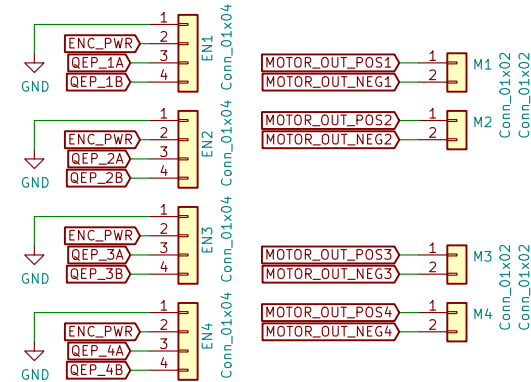 1
ENC_PWR 2
QEP_1A 3
QEP_1B 4
GND
EN1
Conn_01x04
MOTOR_OUT_POS1 1
MOTOR_OUT_NEG1 2
M1
Conn_01x02
1
ENC_PWR 2
QEP_2A 3
QEP_2B 4
GND
EN2
Conn_01x04
MOTOR_OUT_POS2 1
MOTOR_OUT_NEG2 2
M2
Conn_01x02
1
ENC_PWR 2
QEP_3A 3
QEP_3B 4
GND
EN3
Conn_01x04
MOTOR_OUT_POS3 1
MOTOR_OUT_NEG3 2
M3
Conn_01x02
1
ENC_PWR 2
QEP_4A 3
QEP_4B 4
GND
EN4
Conn_01x04
MOTOR_OUT_POS4 1
MOTOR_OUT_NEG4 2
M4
Conn_01x02